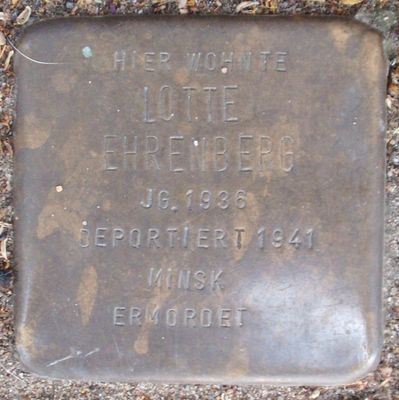 HIER WOHNTE
LOTTE
EHRENBERG
JG. 1936
DEPORTIERT 1941
MINSK
ERMORDET